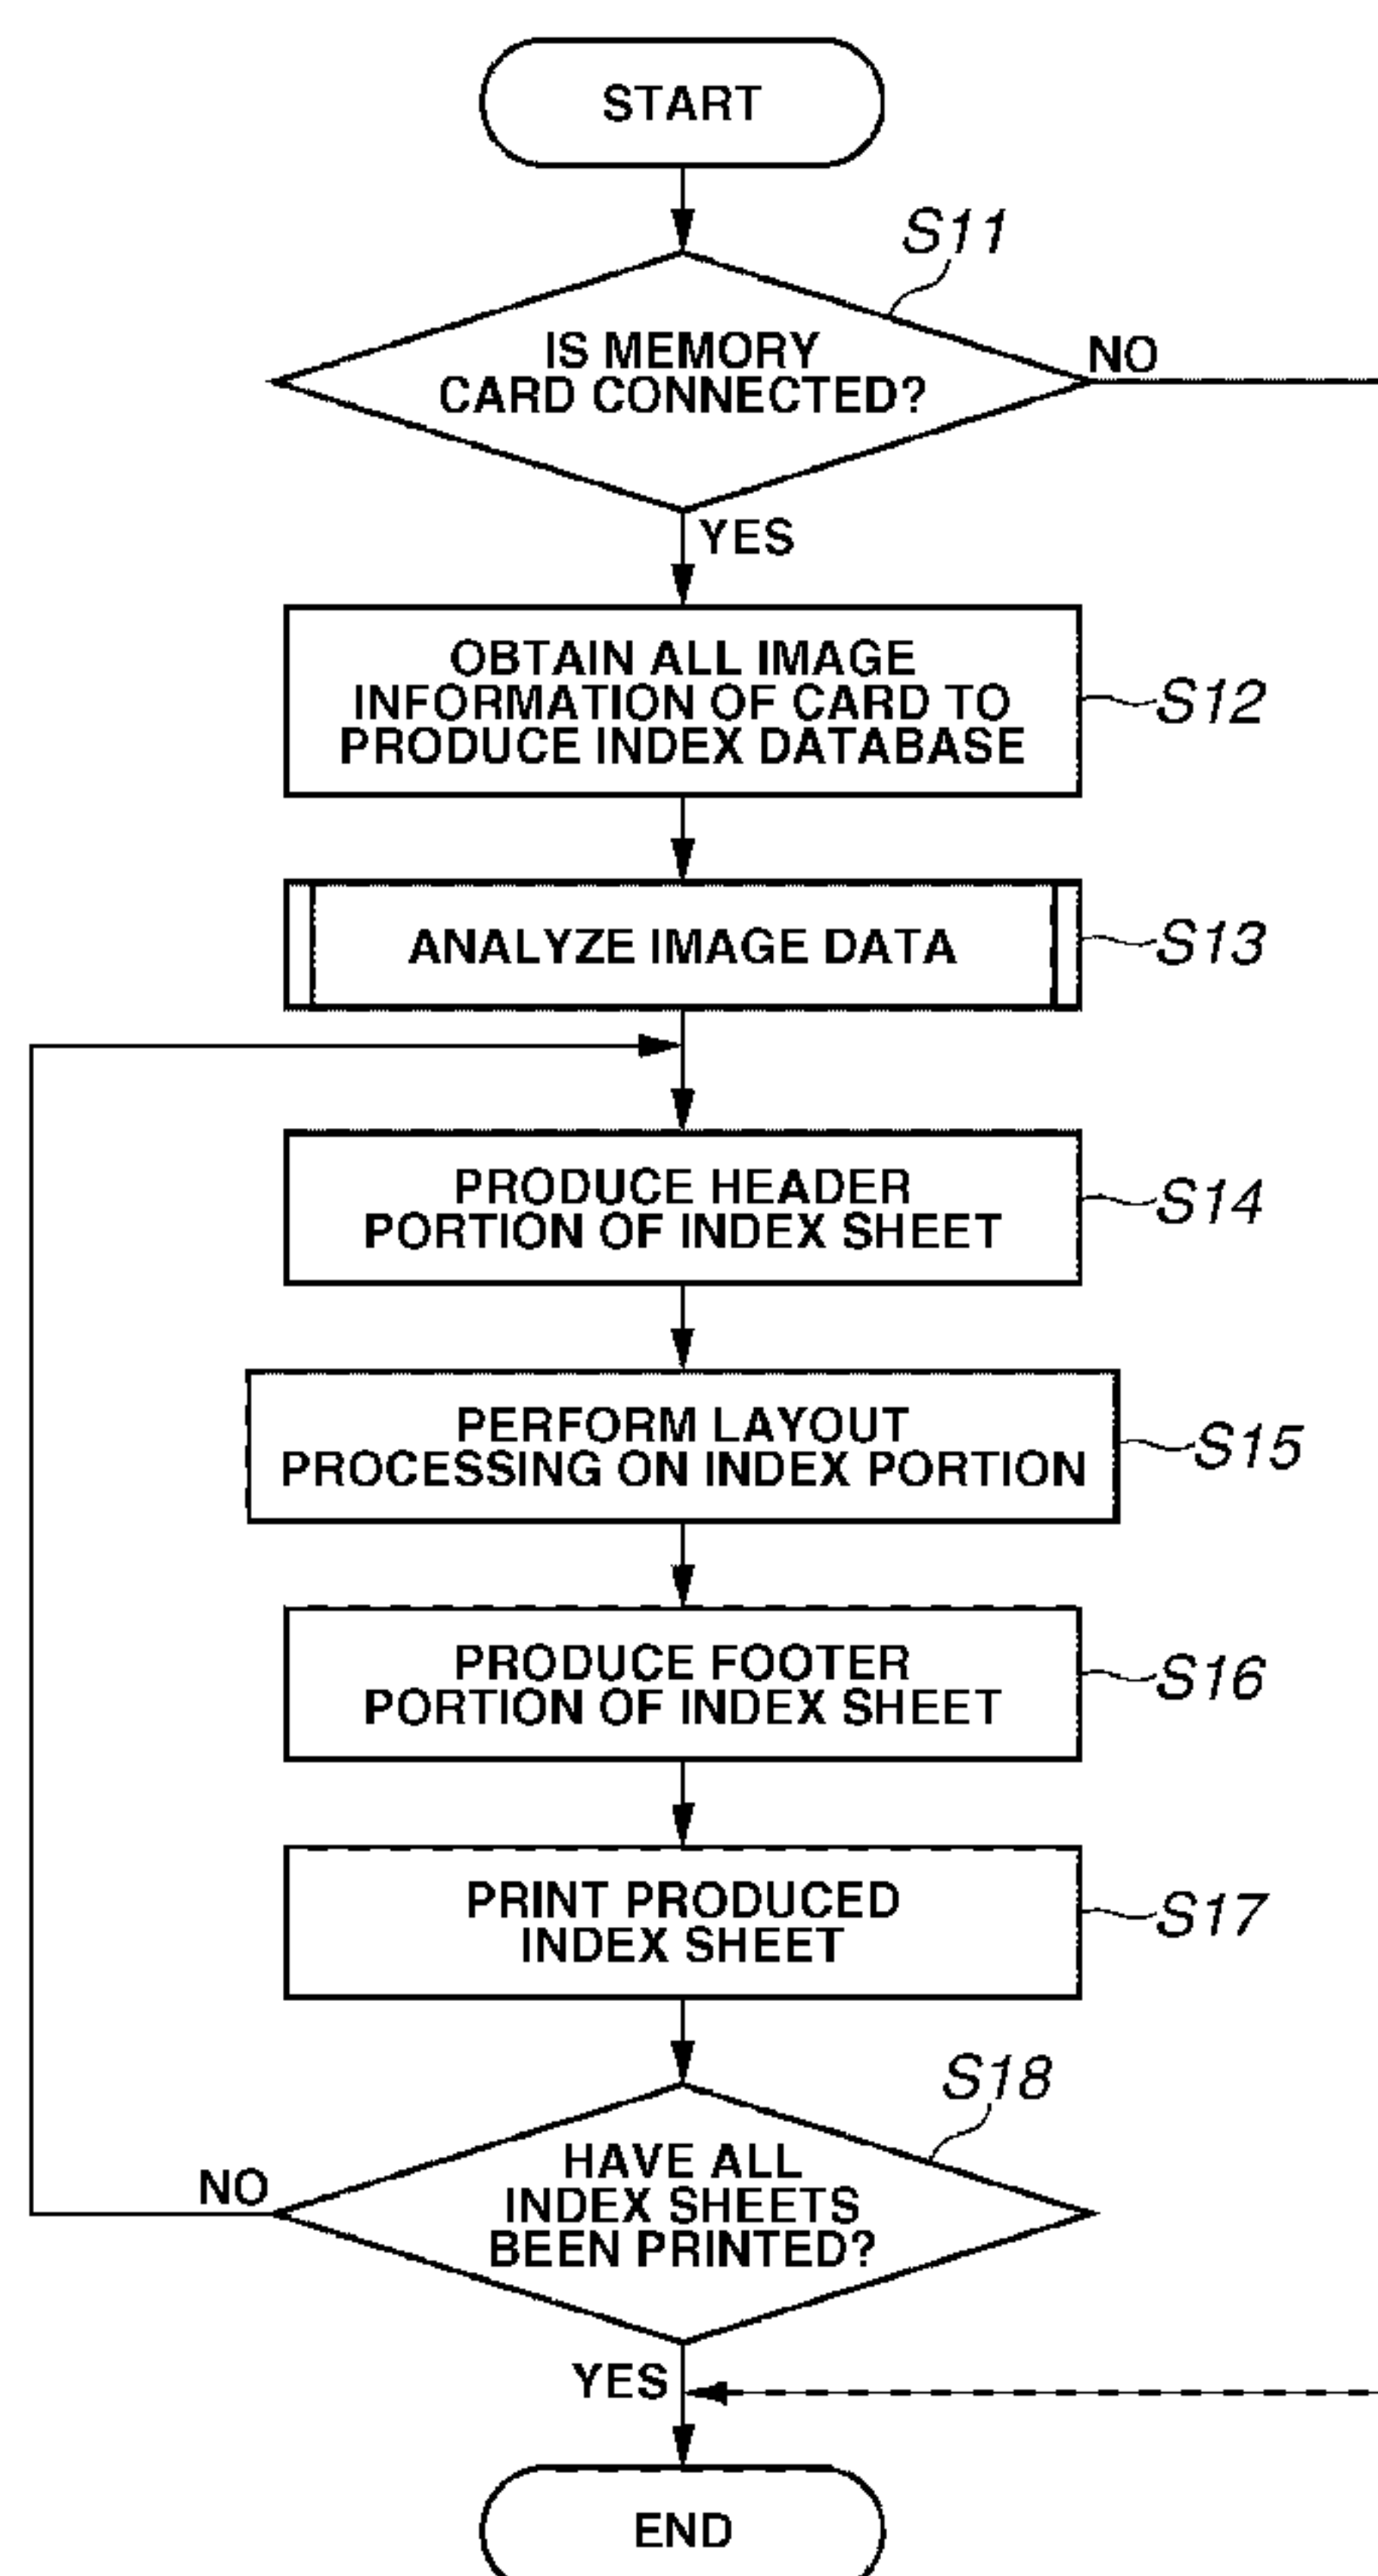 START
S11
IS MEMORY
CARD CONNECTED?
NO
YES
OBTAIN ALL IMAGE
INFORMATION OF CARD TO
PRODUCE INDEX DATABASE
S12
ANALYZE IMAGE DATA
S13
PRODUCE HEADER
PORTION OF INDEX SHEET
S14
PERFORM LAYOUT
PROCESSING ON INDEX PORTION
S15
PRODUCE FOOTER
PORTION OF INDEX SHEET
S16
PRINT PRODUCED
INDEX SHEET
S17
S18
HAVE ALL
INDEX SHEETS
BEEN PRINTED?
NO
YES
END